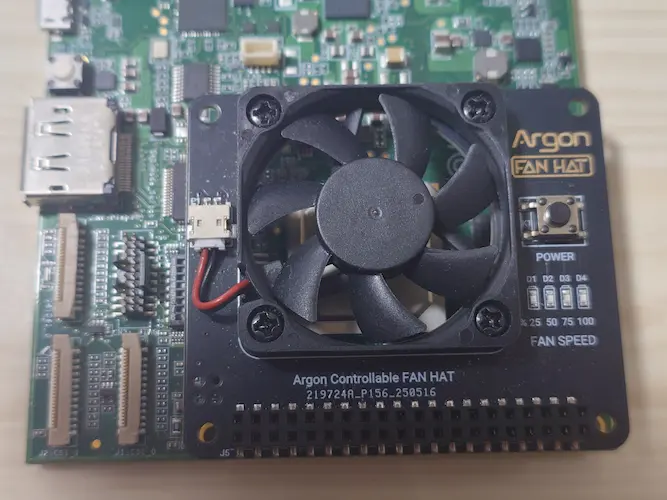 Argon
FAN HAT
POWER
D1 D2 D3 D4
% 25 50 75 100
FAN SPEED
Argon Controllable FAN HAT
219724A_P156_250516
J5